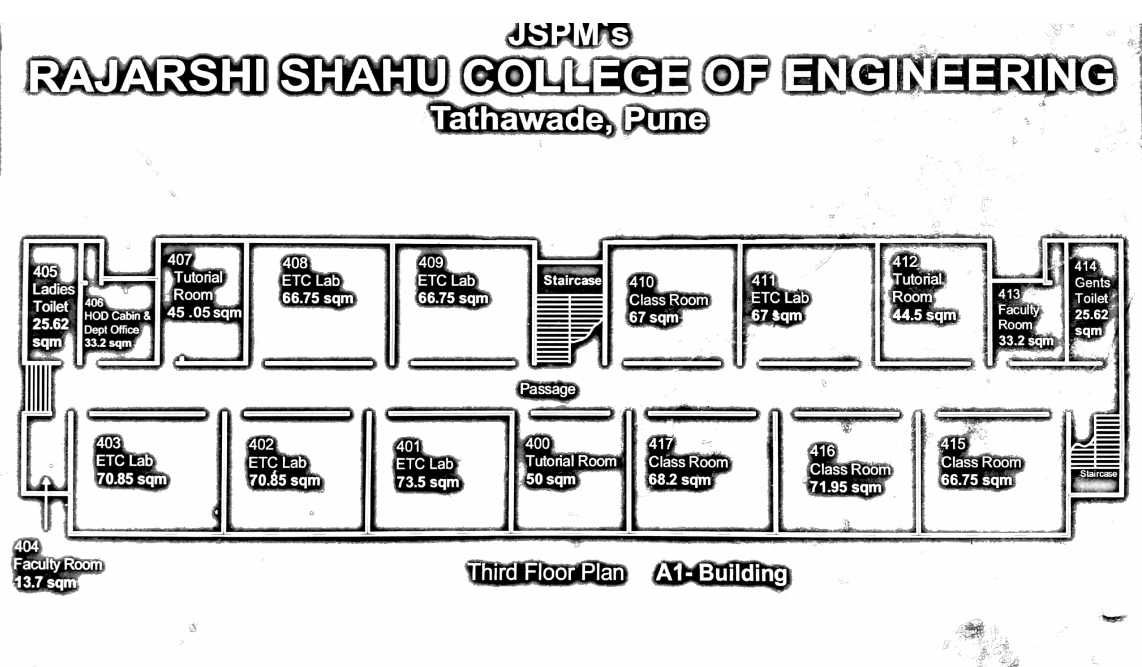 JSPM's
RAJARSHI SHAHU COLLEGE OF ENGINEERING
Tathawade, Pune
405
Ladies
Toilet
25.62
sqm
406
HOD Cabin &
Dept Office
33.2 sqm
407
Tutorial
Room
45 .05 sqm
408
ETC Lab
66.75 sqm
409
ETC Lab
66.75 sqm
Staircase
410
Class Room
67 sqm
411
ETC Lab
67 sqm
412
Tutorial
Room
44.5 sqm
413
Faculty
Room
33.2 sqm
414
Gents
Toilet
25.62
sqm
Passage
403
ETC Lab
70.85 sqm
402
ETC Lab
70.85 sqm
401
ETC Lab
73.5 sqm
400
Tutorial Room
50 sqm
417
Class Room
68.2 sqm
416
Class Room
71.95 sqm
415
Class Room
66.75 sqm
Staircase
404
Faculty Room
13.7 sqm
Third Floor Plan A1- Building